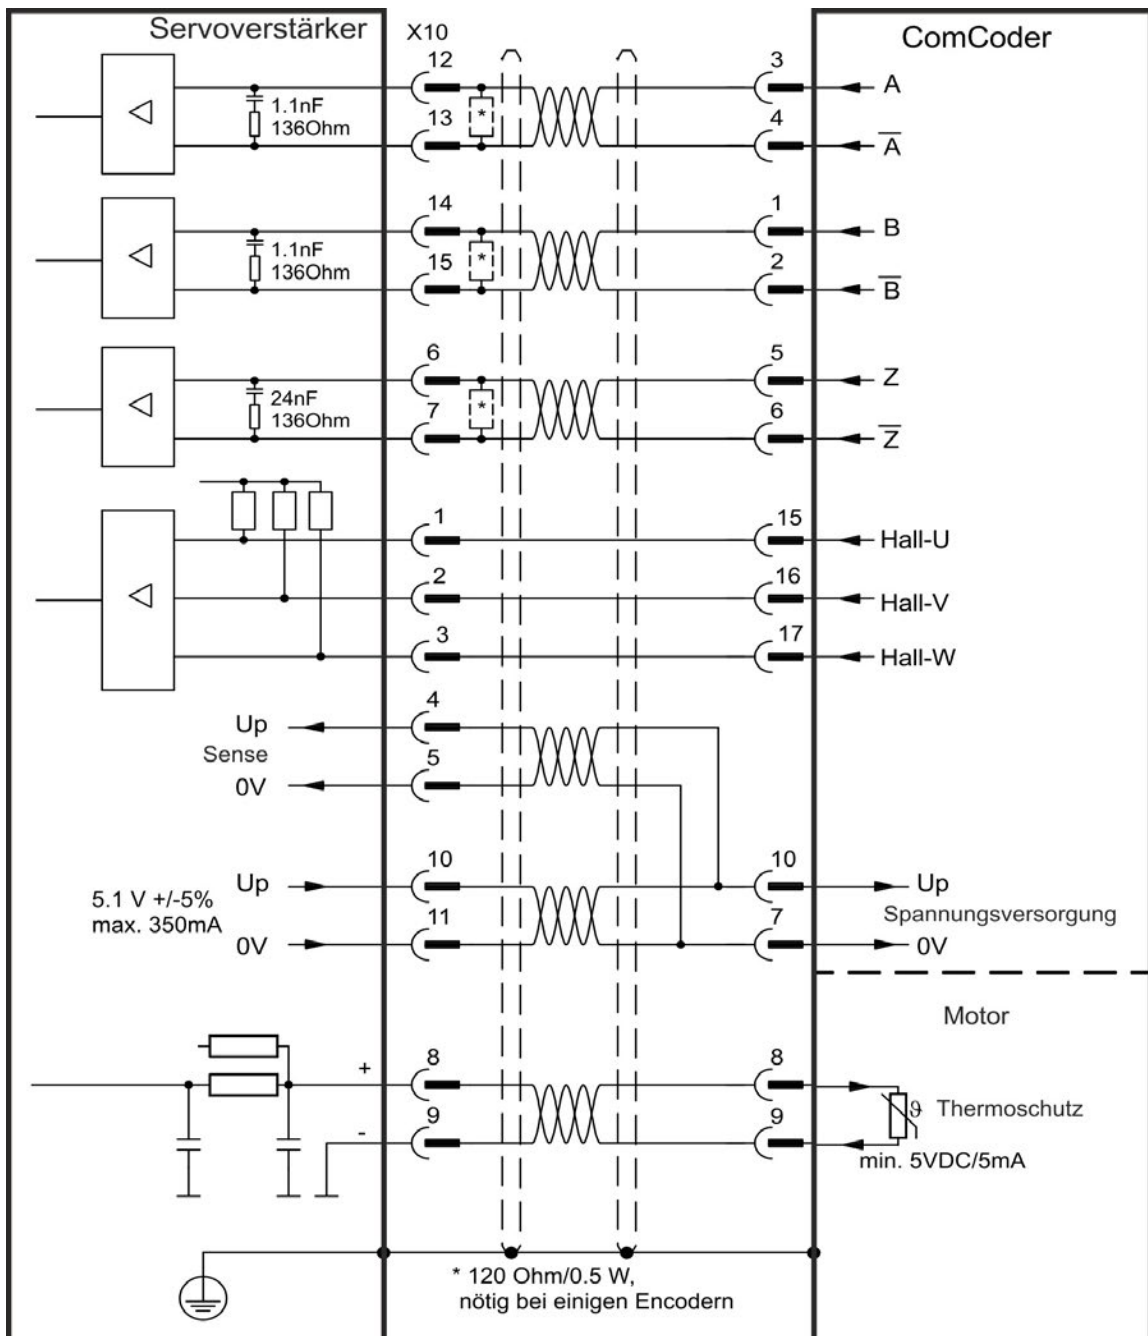 Servoverstärker
X10
ComCoder
12
3
A
1.1nF
136Ohm
*
13
4
A
14
1
B
1.1nF
136Ohm
*
15
2
B
6
5
Z
24nF
136Ohm
*
7
6
Z
1
15
Hall-U
2
16
Hall-V
3
17
Hall-W
4
Up
Sense
5
0V
10
10
Up
Up
5.1 V +/-5%
max. 350mA
Spannungsversorgung
11
7
0V
0V
Motor
+
8
8
ϑ Thermoschutz
-
9
9
min. 5VDC/5mA
* 120 Ohm/0.5 W,
nötig bei einigen Encodern